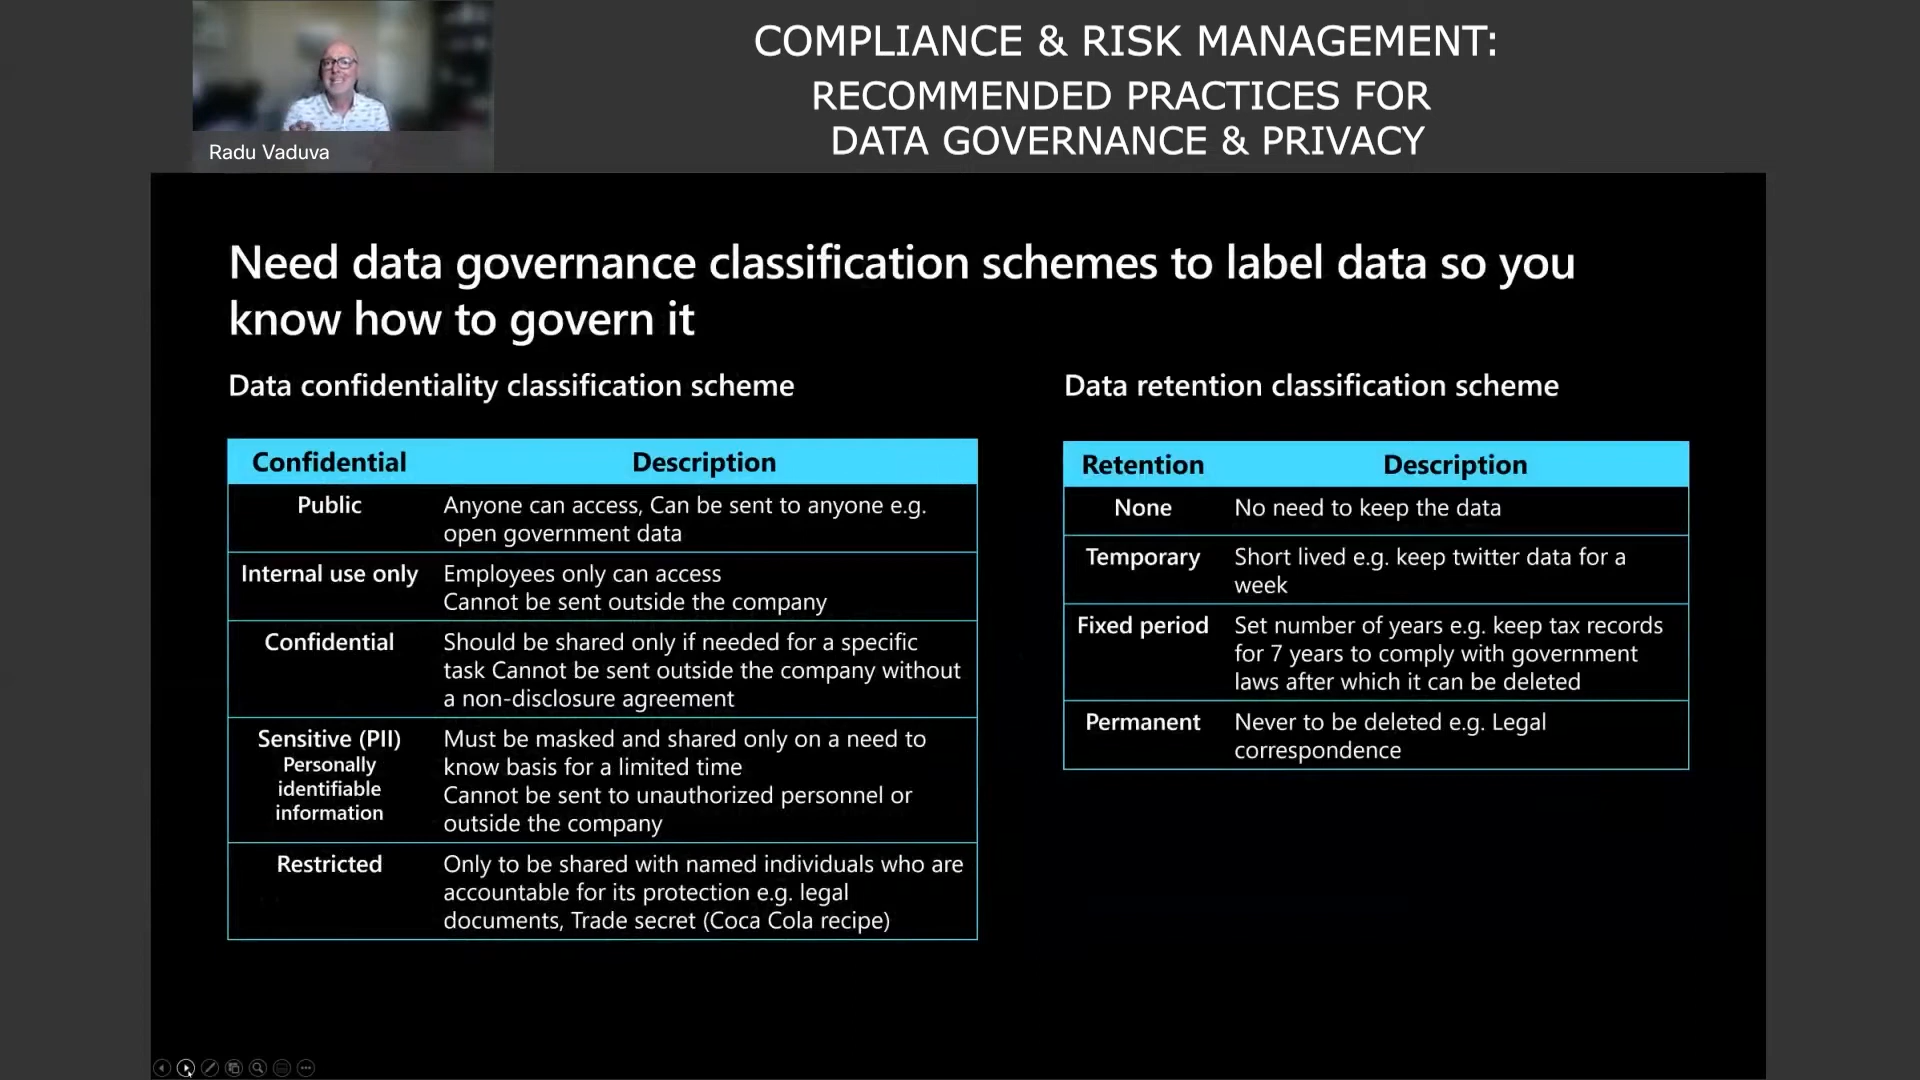 Radu Vaduva
COMPLIANCE & RISK MANAGEMENT:
RECOMMENDED PRACTICES FOR
DATA GOVERNANCE & PRIVACY
Need data governance classification schemes to label data so you
know how to govern it
Data confidentiality classification scheme
Confidential Description
Public Anyone can access, Can be sent to anyone e.g.
open government data
Internal use only Employees only can access
Cannot be sent outside the company
Confidential Should be shared only if needed for a specific
task Cannot be sent outside the company without
a non-disclosure agreement
Sensitive (PII) Must be masked and shared only on a need to
Personally know basis for a limited time
identifiable Cannot be sent to unauthorized personnel or
information outside the company
Restricted Only to be shared with named individuals who are
accountable for its protection e.g. legal
documents, Trade secret (Coca Cola recipe)
Data retention classification scheme
Retention Description
None No need to keep the data
Temporary Short lived e.g. keep twitter data for a
week
Fixed period Set number of years e.g. keep tax records
for 7 years to comply with government
laws after which it can be deleted
Permanent Never to be deleted e.g. Legal
correspondence